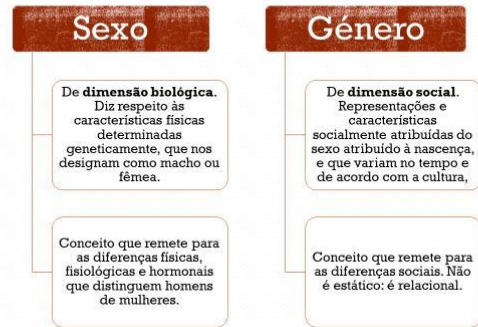 Sexo
De dimensão biológica.
Diz respeito às
características físicas
determinadas
geneticamente, que nos
designam como macho ou
fêmea.
Conceito que remete para
as diferenças físicas,
fisiológicas e hormonais
que distinguem homens
de mulheres.
Género
De dimensão social.
Representações e
características
socialmente atribuídas do
sexo atribuído à nascença,
e que variam no tempo e
de acordo com a cultura,
Conceito que remete para
as diferenças sociais. Não
é estático: é relacional.